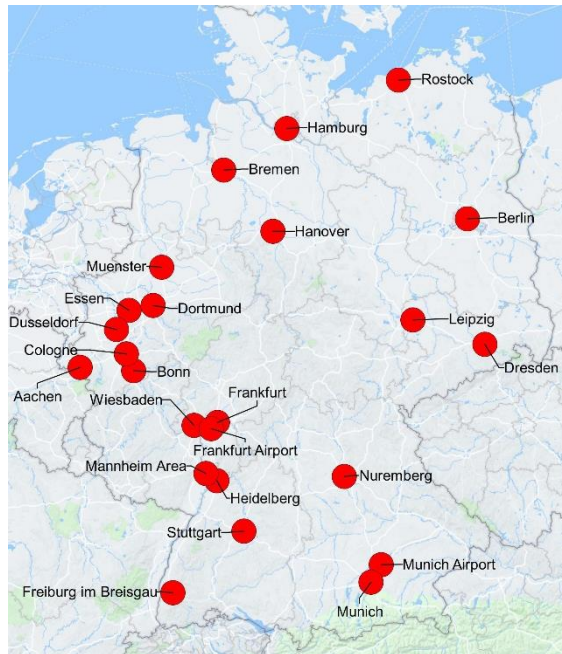 Rostock
Hamburg
Bremen
Berlin
Hanover
Muenster
Essen
Dortmund
Dusseldorf
Leipzig
Cologne
Dresden
Bonn
Aachen
Frankfurt
Wiesbaden
Frankfurt Airport
Mannheim Area
Nuremberg
Heidelberg
Stuttgart
Munich Airport
Freiburg im Breisgau
Munich